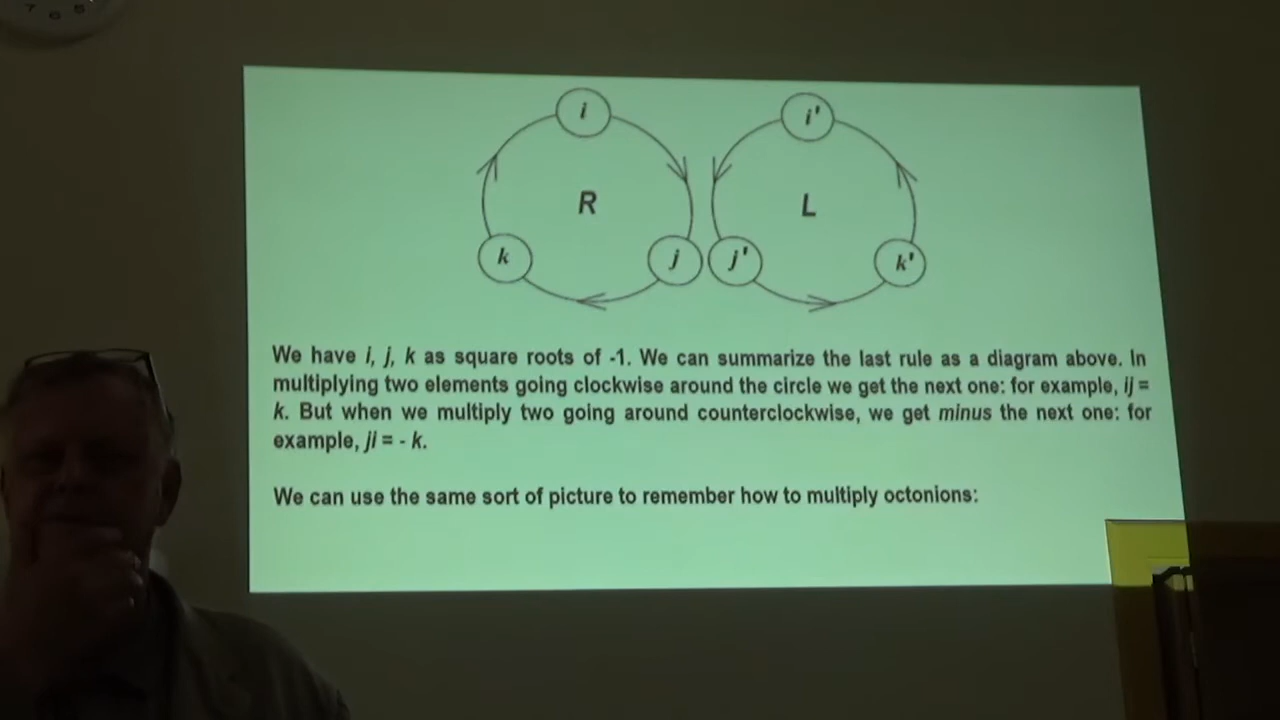 7 6 5
i i'
R L
k j j' k'
We have i, j, k as square roots of -1. We can summarize the last rule as a diagram above. In
multiplying two elements going clockwise around the circle we get the next one: for example, ij =
k. But when we multiply two going around counterclockwise, we get minus the next one: for
example, ji = - k.
We can use the same sort of picture to remember how to multiply octonions: